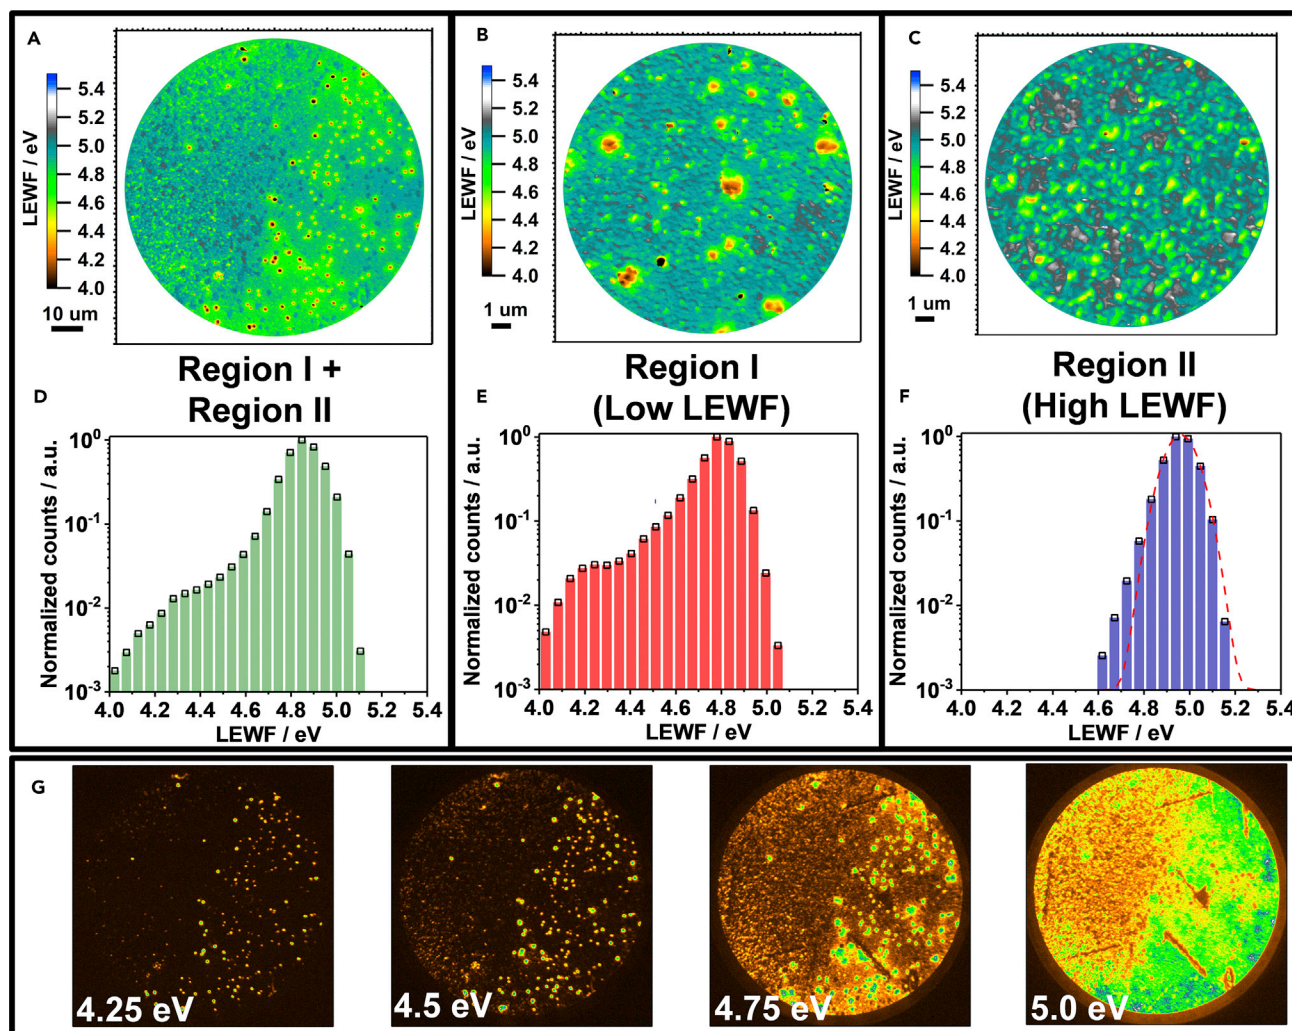 A
LEWF / eV
5.4
5.2
5.0
4.8
4.6
4.4
4.2
4.0
10 um
Region I +
Region II
B
LEWF / eV
5.4
5.2
5.0
4.8
4.6
4.4
4.2
4.0
1 um
Region I
(Low LEWF)
C
LEWF / eV
5.4
5.2
5.0
4.8
4.6
4.4
4.2
4.0
1 um
Region II
(High LEWF)
D
Normalized counts / a.u.
10⁰
10⁻¹
10⁻²
10⁻³
4.0 4.2 4.4 4.6 4.8 5.0 5.2 5.4
LEWF / eV
E
Normalized counts / a.u.
10⁰
10⁻¹
10⁻²
10⁻³
4.0 4.2 4.4 4.6 4.8 5.0 5.2 5.4
LEWF / eV
F
Normalized counts / a.u.
10⁰
10⁻¹
10⁻²
10⁻³
4.0 4.2 4.4 4.6 4.8 5.0 5.2 5.4
LEWF / eV
G
4.25 eV
4.5 eV
4.75 eV
5.0 eV